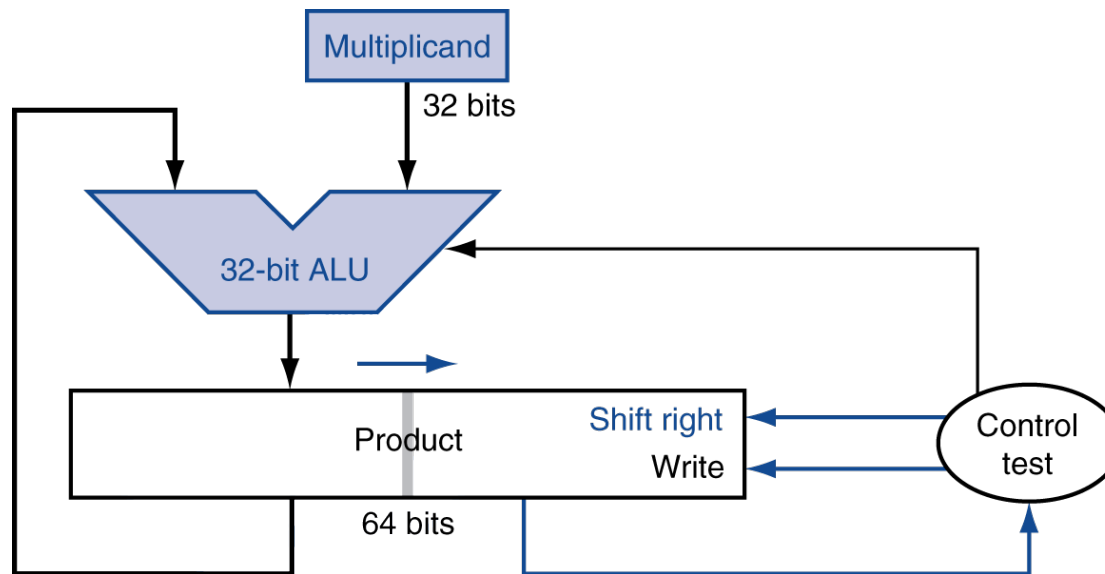 Multiplicand
32 bits
32-bit ALU
Shift right
Product
Write
64 bits
Control
test